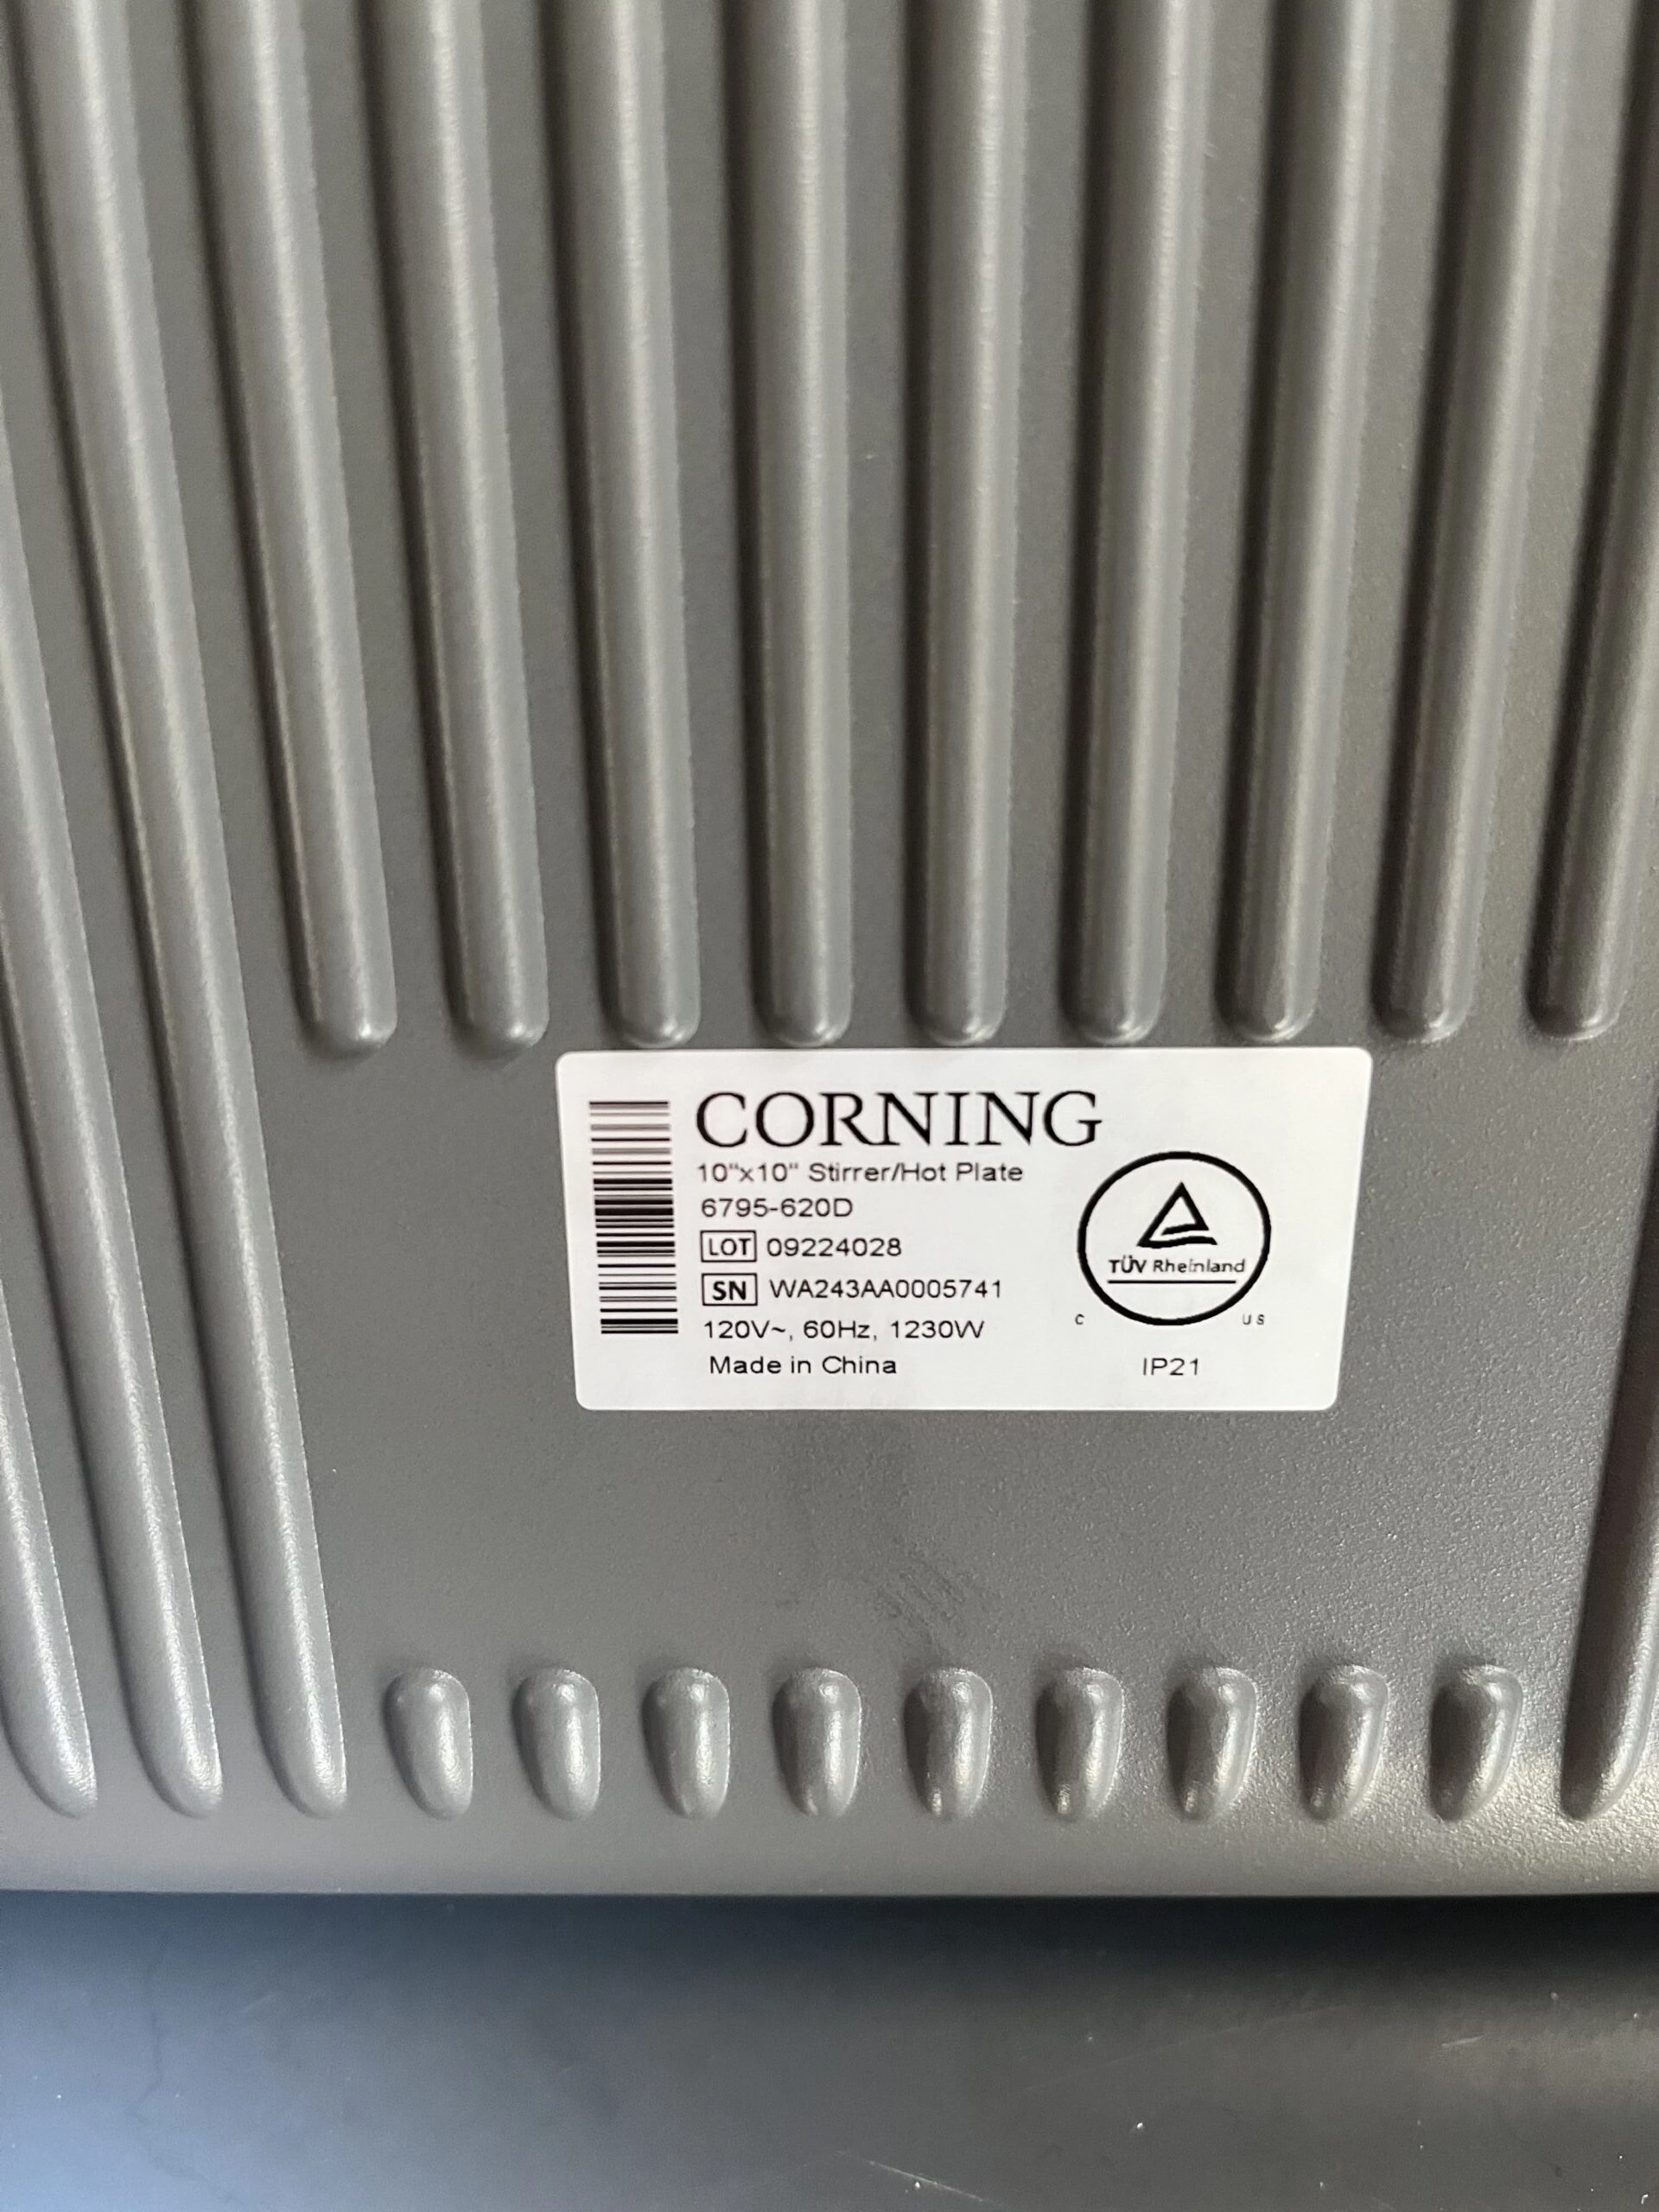 CORNING
10"x10" Stirrer/Hot Plate
6795-620D
LOT 09224028
SN WA243AA0005741
120V~, 60Hz, 1230W
Made in China
TÜV Rheinland
C US
IP21